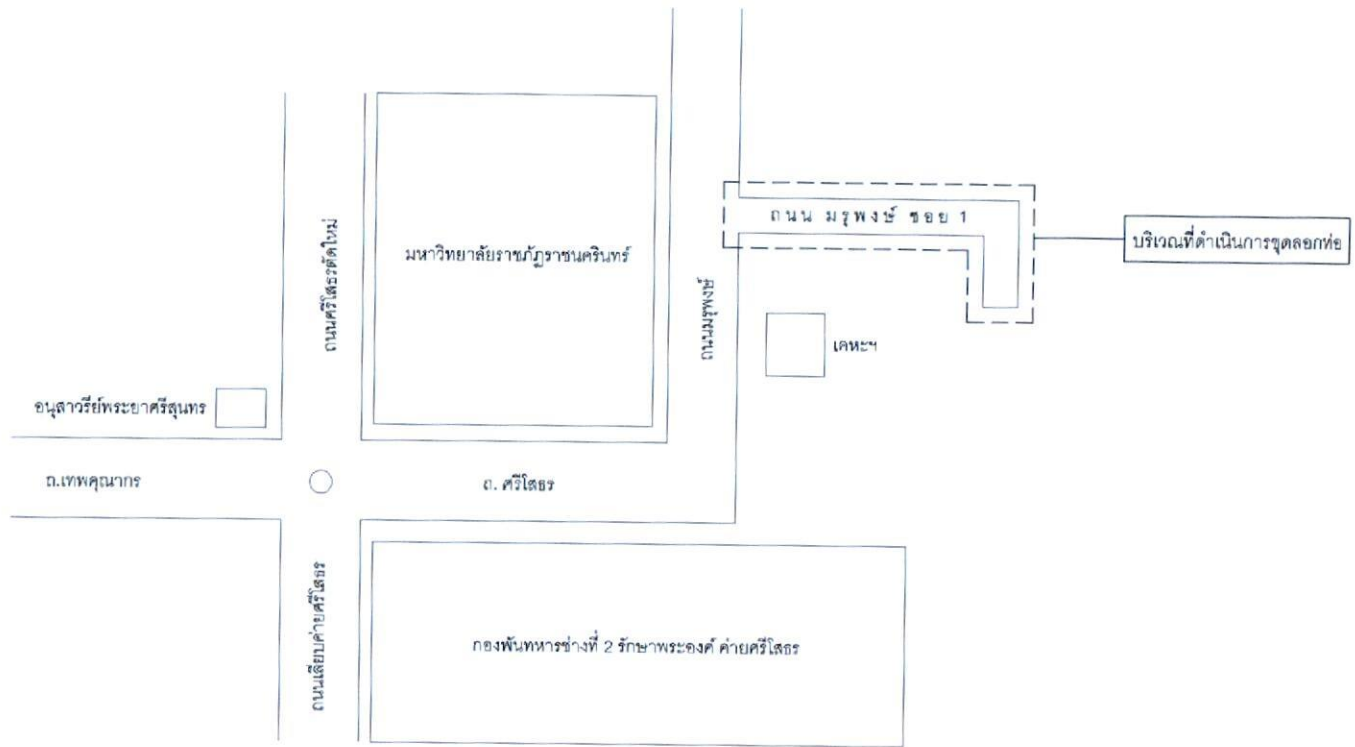 ถนน มรุพงษ์ ซอย 1
บริเวณที่ดำเนินการขุดลอกท่อ
มหาวิทยาลัยราชภัฏราชนครินทร์
ถนนศรีโสธรตัดใหม่
ถนนมรุพงษ์
เคหะฯ
อนุสาวรีย์พระยาศรีสุนทร
ถ.เทพคุณากร
ถ. ศรีโสธร
ถนนเลียบค่ายศรีโสธร
กองพันทหารช่างที่ 2 รักษาพระองค์ ค่ายศรีโสธร